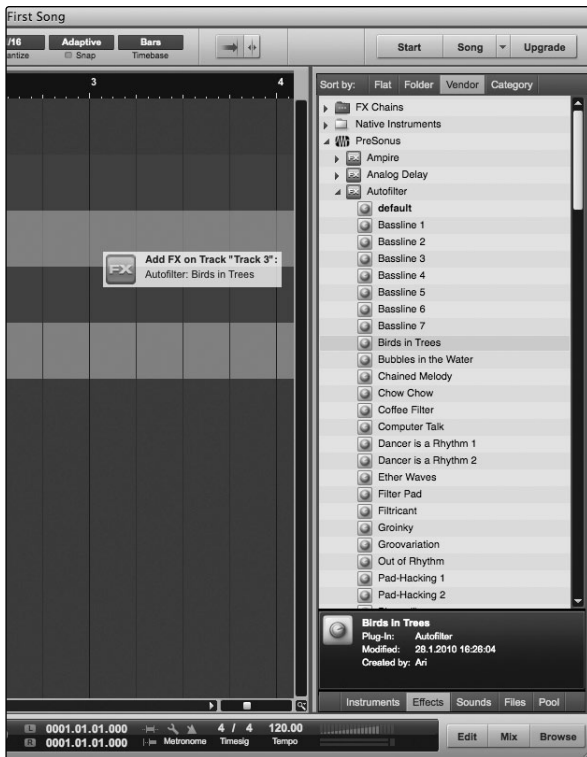 First Song
/16
Adaptive
Bars
antize
Snap
Timebase
Start
Song
Upgrade
3
4
Sort by:
Flat
Folder
Vendor
Category
FX Chains
Native Instruments
PreSonus
Ampire
Analog Delay
Autofilter
default
Bassline 1
Bassline 2
Bassline 3
Bassline 4
Bassline 5
Bassline 6
Bassline 7
Birds in Trees
Bubbles in the Water
Chained Melody
Chow Chow
Coffee Filter
Computer Talk
Dancer is a Rhythm 1
Dancer is a Rhythm 2
Ether Waves
Filter Pad
Filtricant
Groinky
Groovariation
Out of Rhythm
Pad-Hacking 1
Pad-Hacking 2
FX
Add FX on Track "Track 3":
Autofilter: Birds in Trees
Birds in Trees
Plug-In: Autofilter
Modified: 28.1.2010 16:26:04
Created by: Ari
Instruments
Effects
Sounds
Files
Pool
L 0001.01.01.000
R 0001.01.01.000
Metronome
4 / 4
Timesig
120.00
Tempo
Edit
Mix
Browse